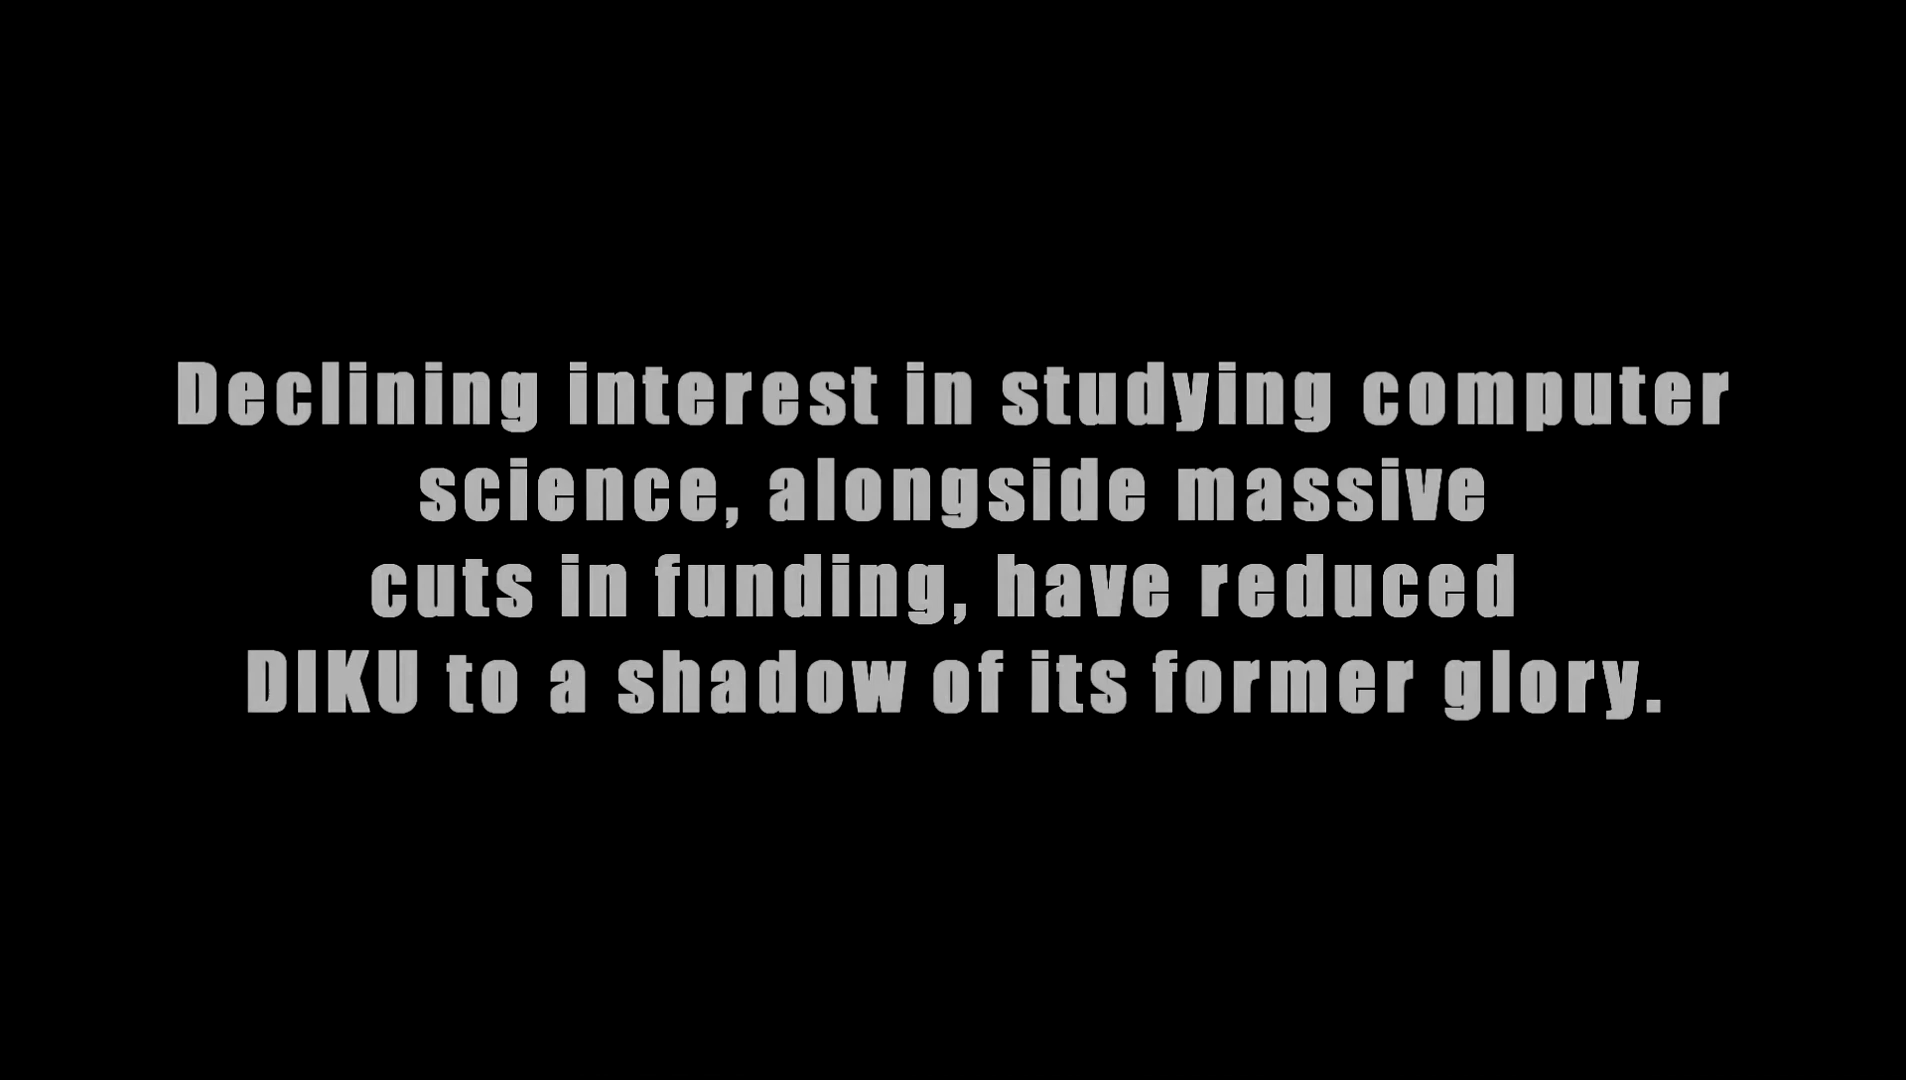 Declining interest in studying computer
science, alongside massive
cuts in funding, have reduced
DIKU to a shadow of its former glory.